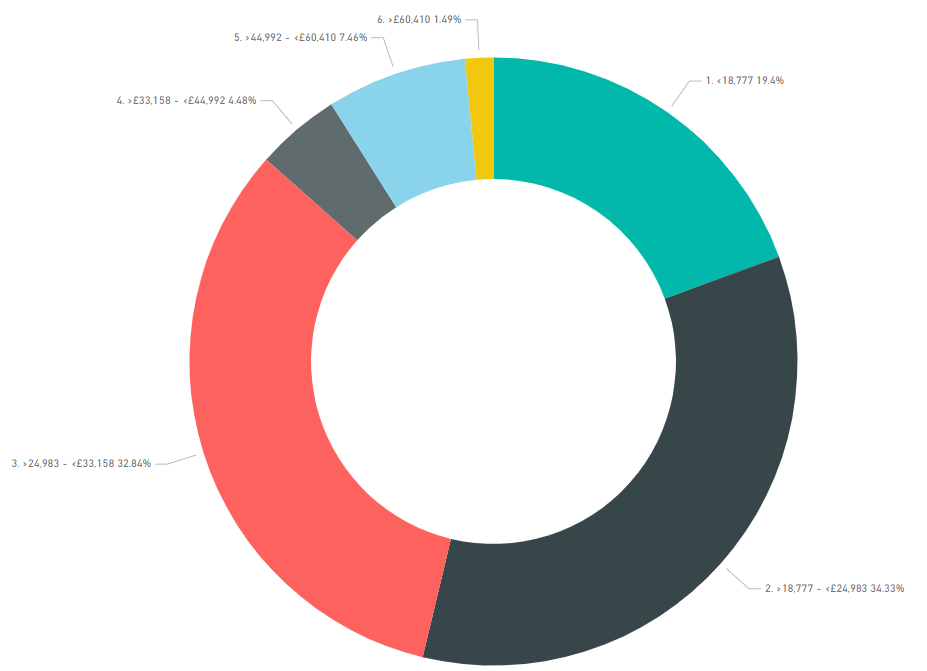 6. >£60,410 1.49%
5. >44,992 - <£60,410 7.46%
1. <18,777 19.4%
4. >£33,158 - <£44,992 4.48%
3. >24,983 - <£33,158 32.84%
2. >18,777 - <£24,983 34.33%